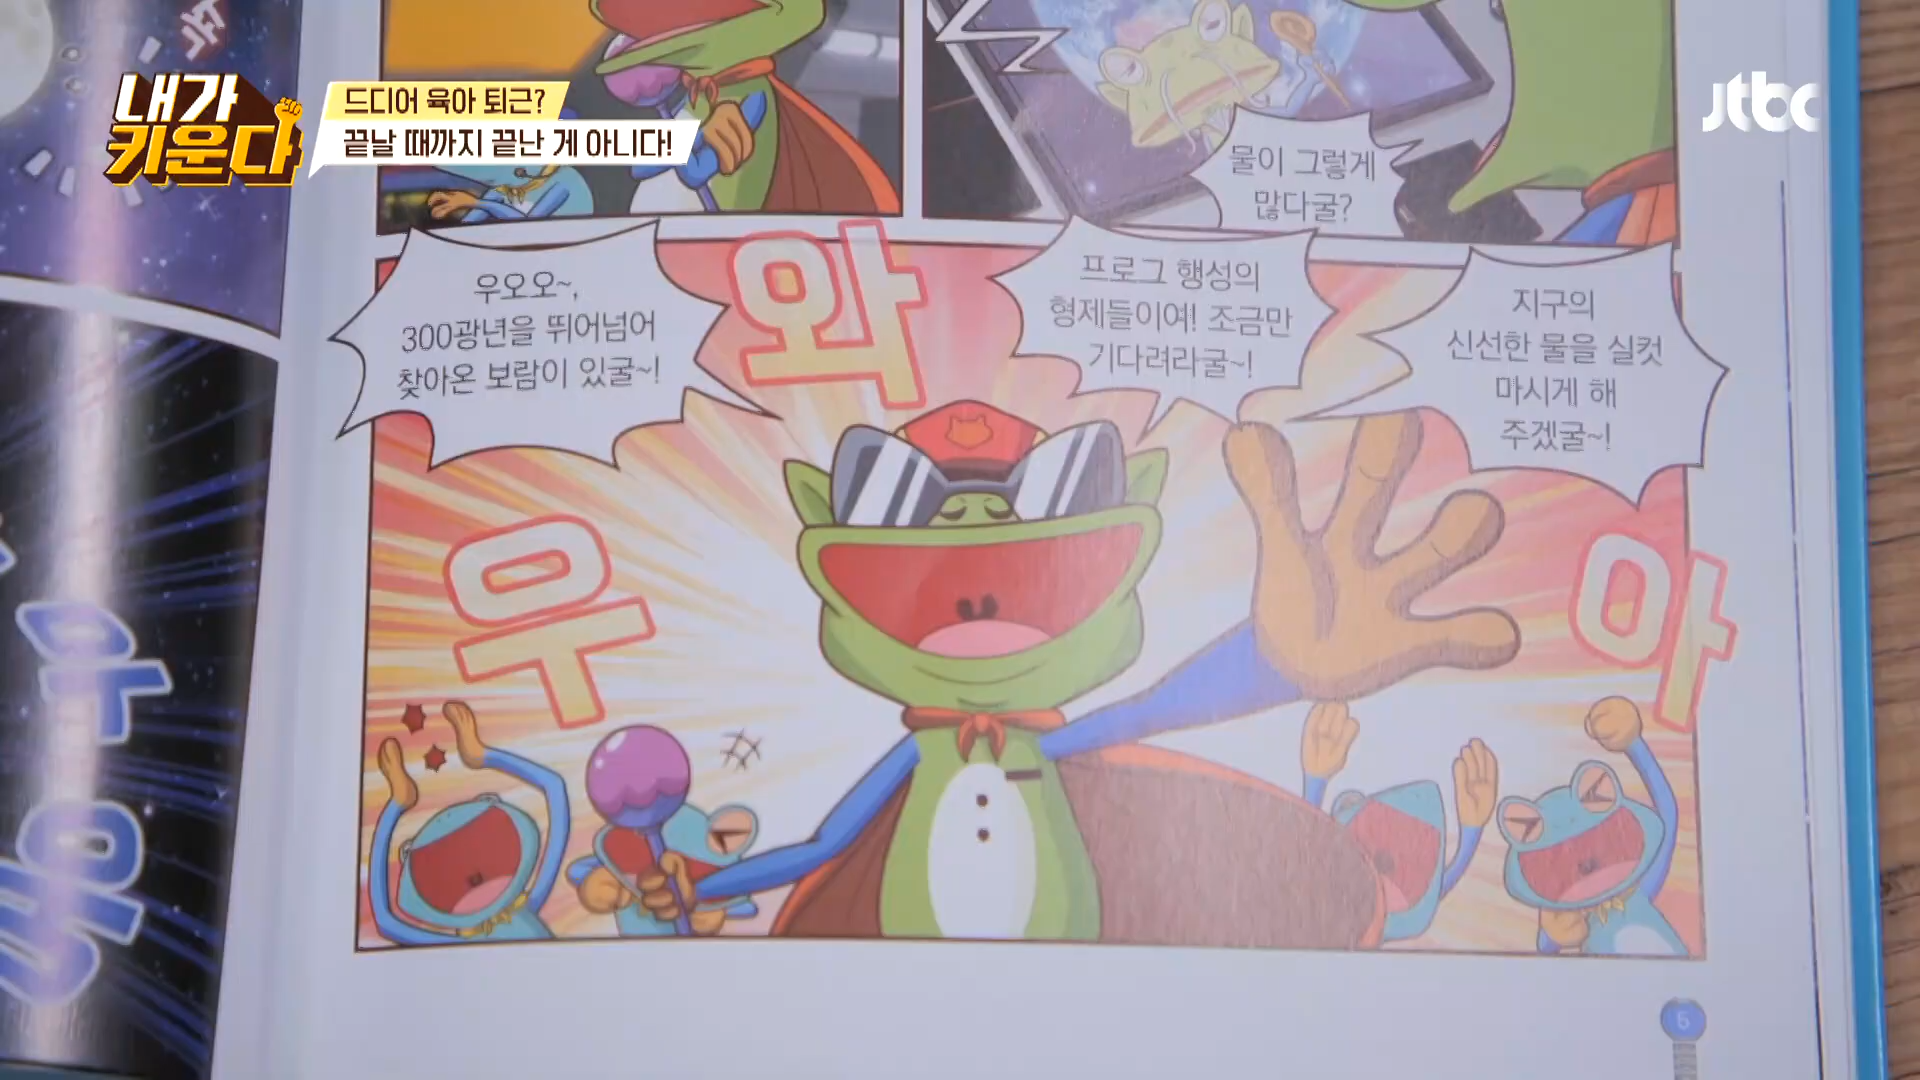 내가
키운다
드디어 육아 퇴근?
끝날 때까지 끝난 게 아니다!
jtbc
물이 그렇게
많다굴?
우오오~,
300광년을 뛰어넘어
찾아온 보람이 있굴~!
와
프로그 행성의
형제들이여! 조금만
기다려라굴~!
지구의
신선한 물을 실컷
마시게 해
주겠굴~!
우
아
5